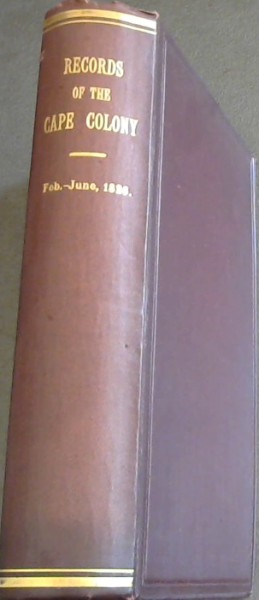 RECORDS
OF THE
CAPE COLONY
Feb.-June, 1826.